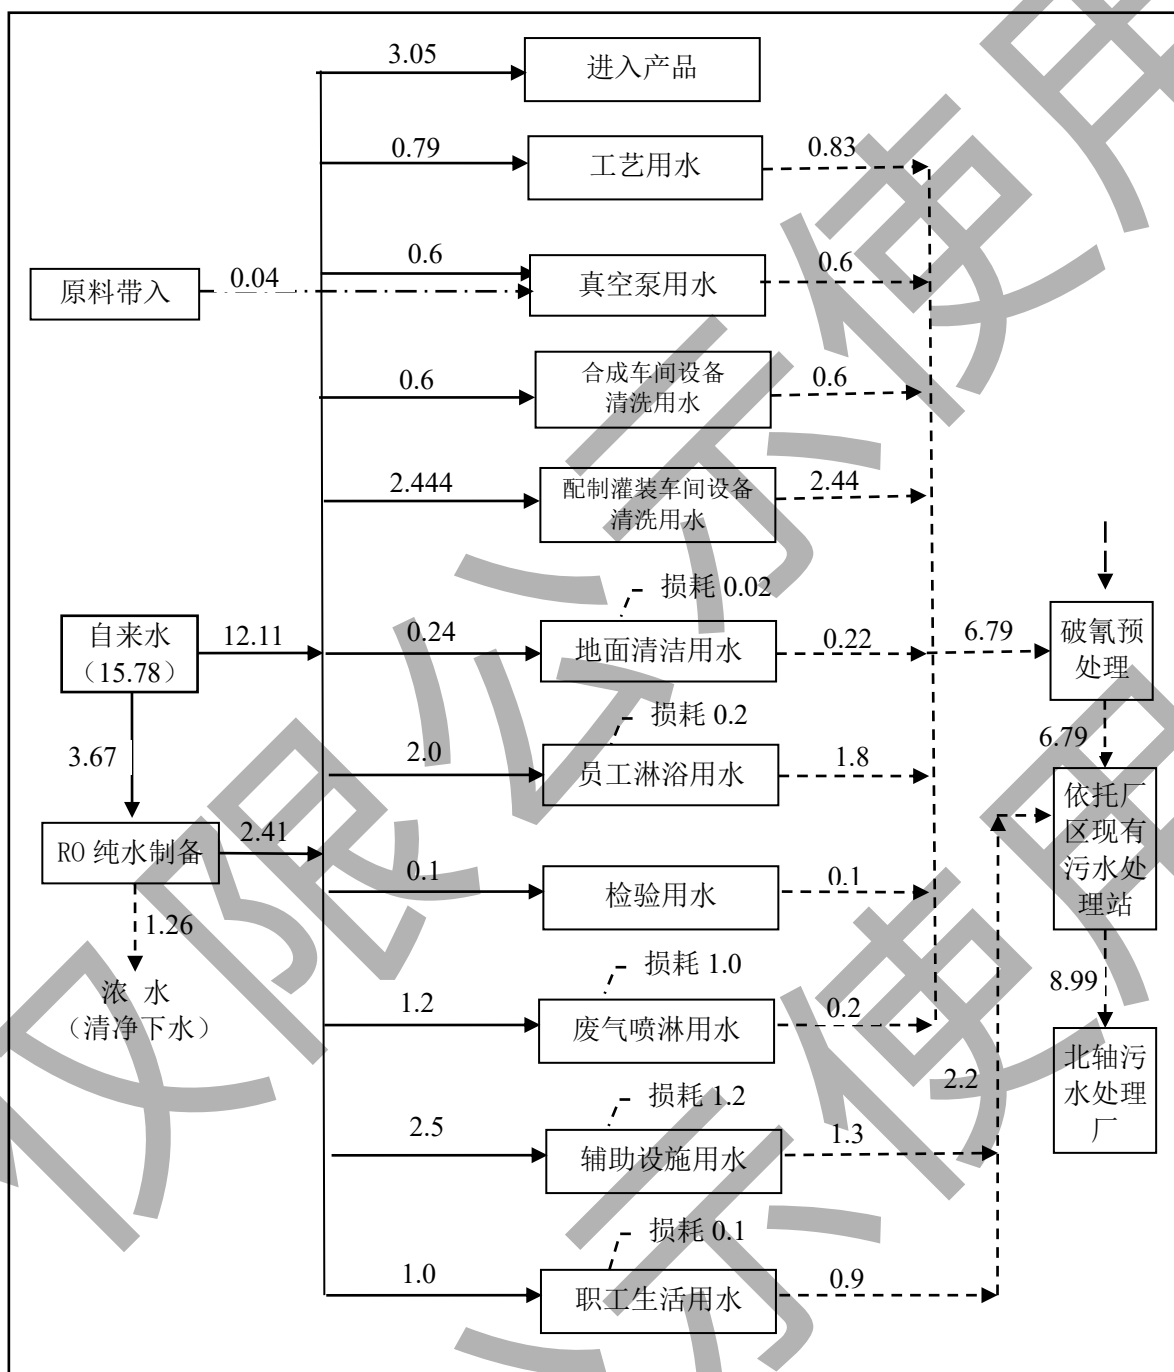 3.05
进入产品
0.79
工艺用水
0.83
原料带入
0.04
0.6
真空泵用水
0.6
0.6
合成车间设备
清洗用水
0.6
2.444
配制灌装车间设备
清洗用水
2.44
损耗 0.02
自来水
（15.78）
12.11
0.24
地面清洁用水
0.22
6.79
破氰预
处理
损耗 0.2
3.67
2.0
员工淋浴用水
1.8
6.79
RO 纯水制备
2.41
0.1
检验用水
0.1
依托厂
区现有
污水处
理站
1.26
浓 水
（清净下水）
损耗 1.0
1.2
废气喷淋用水
0.2
8.99
北轴污
水处理
厂
2.2
损耗 1.2
2.5
辅助设施用水
1.3
损耗 0.1
1.0
职工生活用水
0.9
仅限公示使用
示使用